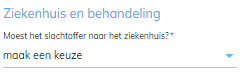 Ziekenhuis en behandeling
Moest het slachtoffer naar het ziekenhuis?*
maak een keuze